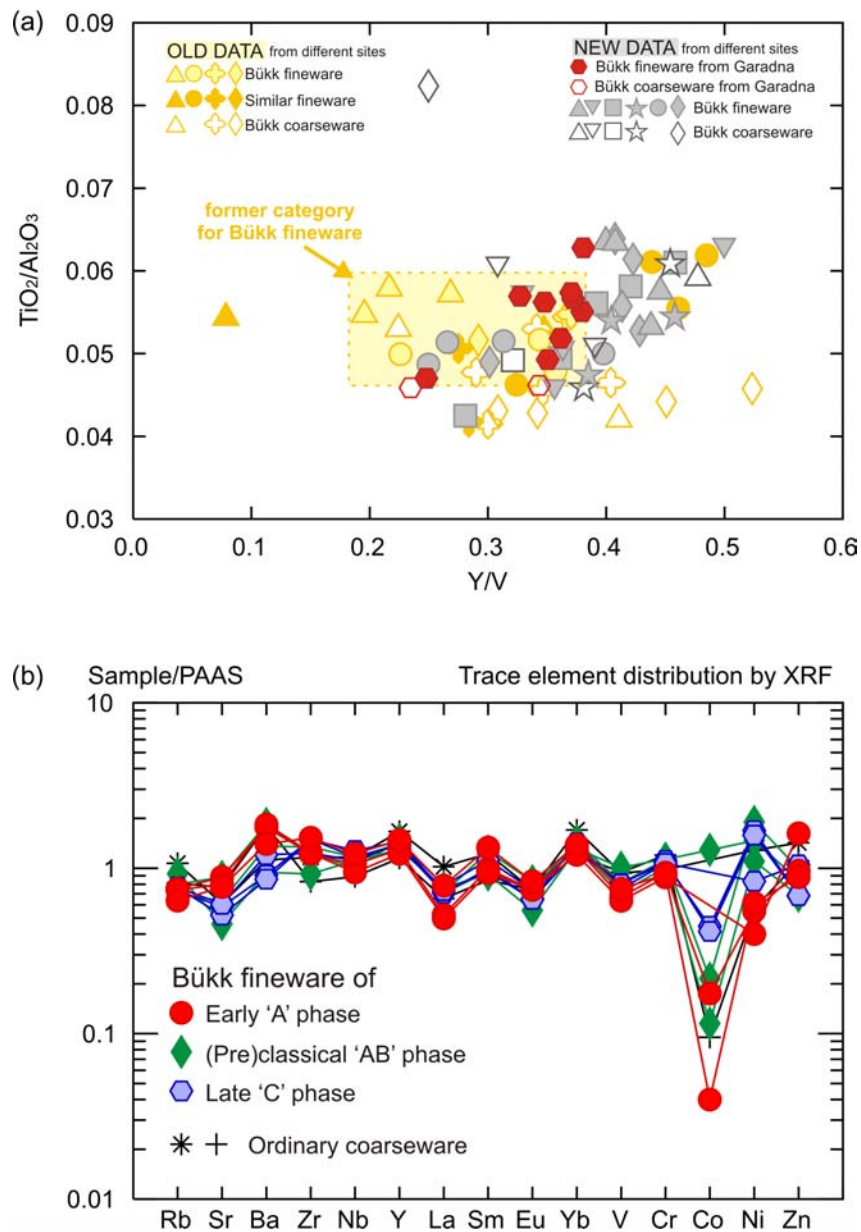 (a)
0.09
0.08
0.07
0.06
0.05
0.04
0.03
TiO₂/Al₂O₃
OLD DATA from different sites
Bükk fineware
Similar fineware
Bükk coarseware
NEW DATA from different sites
Bükk fineware from Garadna
Bükk coarseware from Garadna
Bükk fineware
Bükk coarseware
former category
for Bükk fineware
0.0 0.1 0.2 0.3 0.4 0.5 0.6
Y/V
(b)
Sample/PAAS Trace element distribution by XRF
10
1
0.1
0.01
Bükk fineware of
Early ‘A’ phase
(Pre)classical ‘AB’ phase
Late ‘C’ phase
Ordinary coarseware
Rb Sr Ba Zr Nb Y La Sm Eu Yb V Cr Co Ni Zn